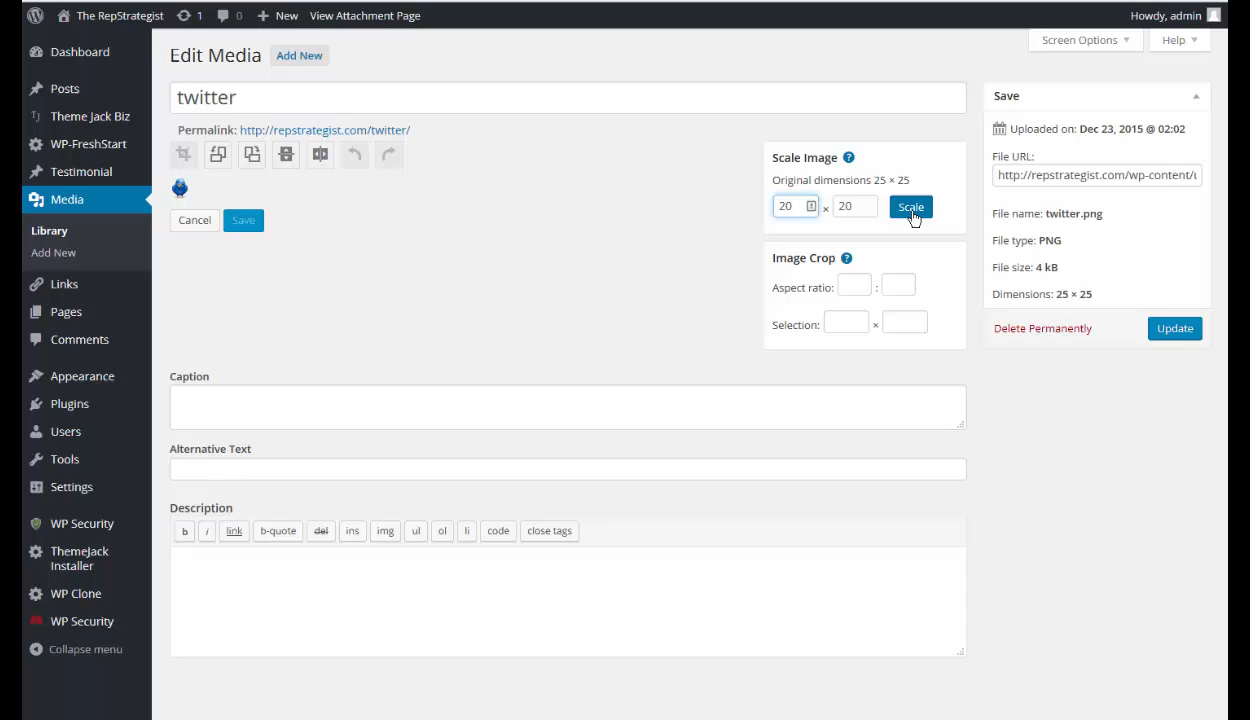 The RepStrategist 1 0 New View Attachment Page Howdy, admin
Dashboard
Posts
TJ Theme Jack Biz
WP-FreshStart
Testimonial
Media
Library
Add New
Links
Pages
Comments
Appearance
Plugins
Users
Tools
Settings
WP Security
ThemeJack
Installer
WP Clone
WP Security
Collapse menu
Screen Options Help
Edit Media Add New
twitter
Permalink: http://repstrategist.com/twitter/
Cancel Save
Scale Image ?
Original dimensions 25 × 25
20 × 20 Scale
Image Crop ?
Aspect ratio: :
Selection: ×
Caption
Alternative Text
Description
b i link b-quote del ins img ul ol li code close tags
Save
Uploaded on: Dec 23, 2015 @ 02:02
File URL:
http://repstrategist.com/wp-content/u
File name: twitter.png
File type: PNG
File size: 4 kB
Dimensions: 25 × 25
Delete Permanently Update